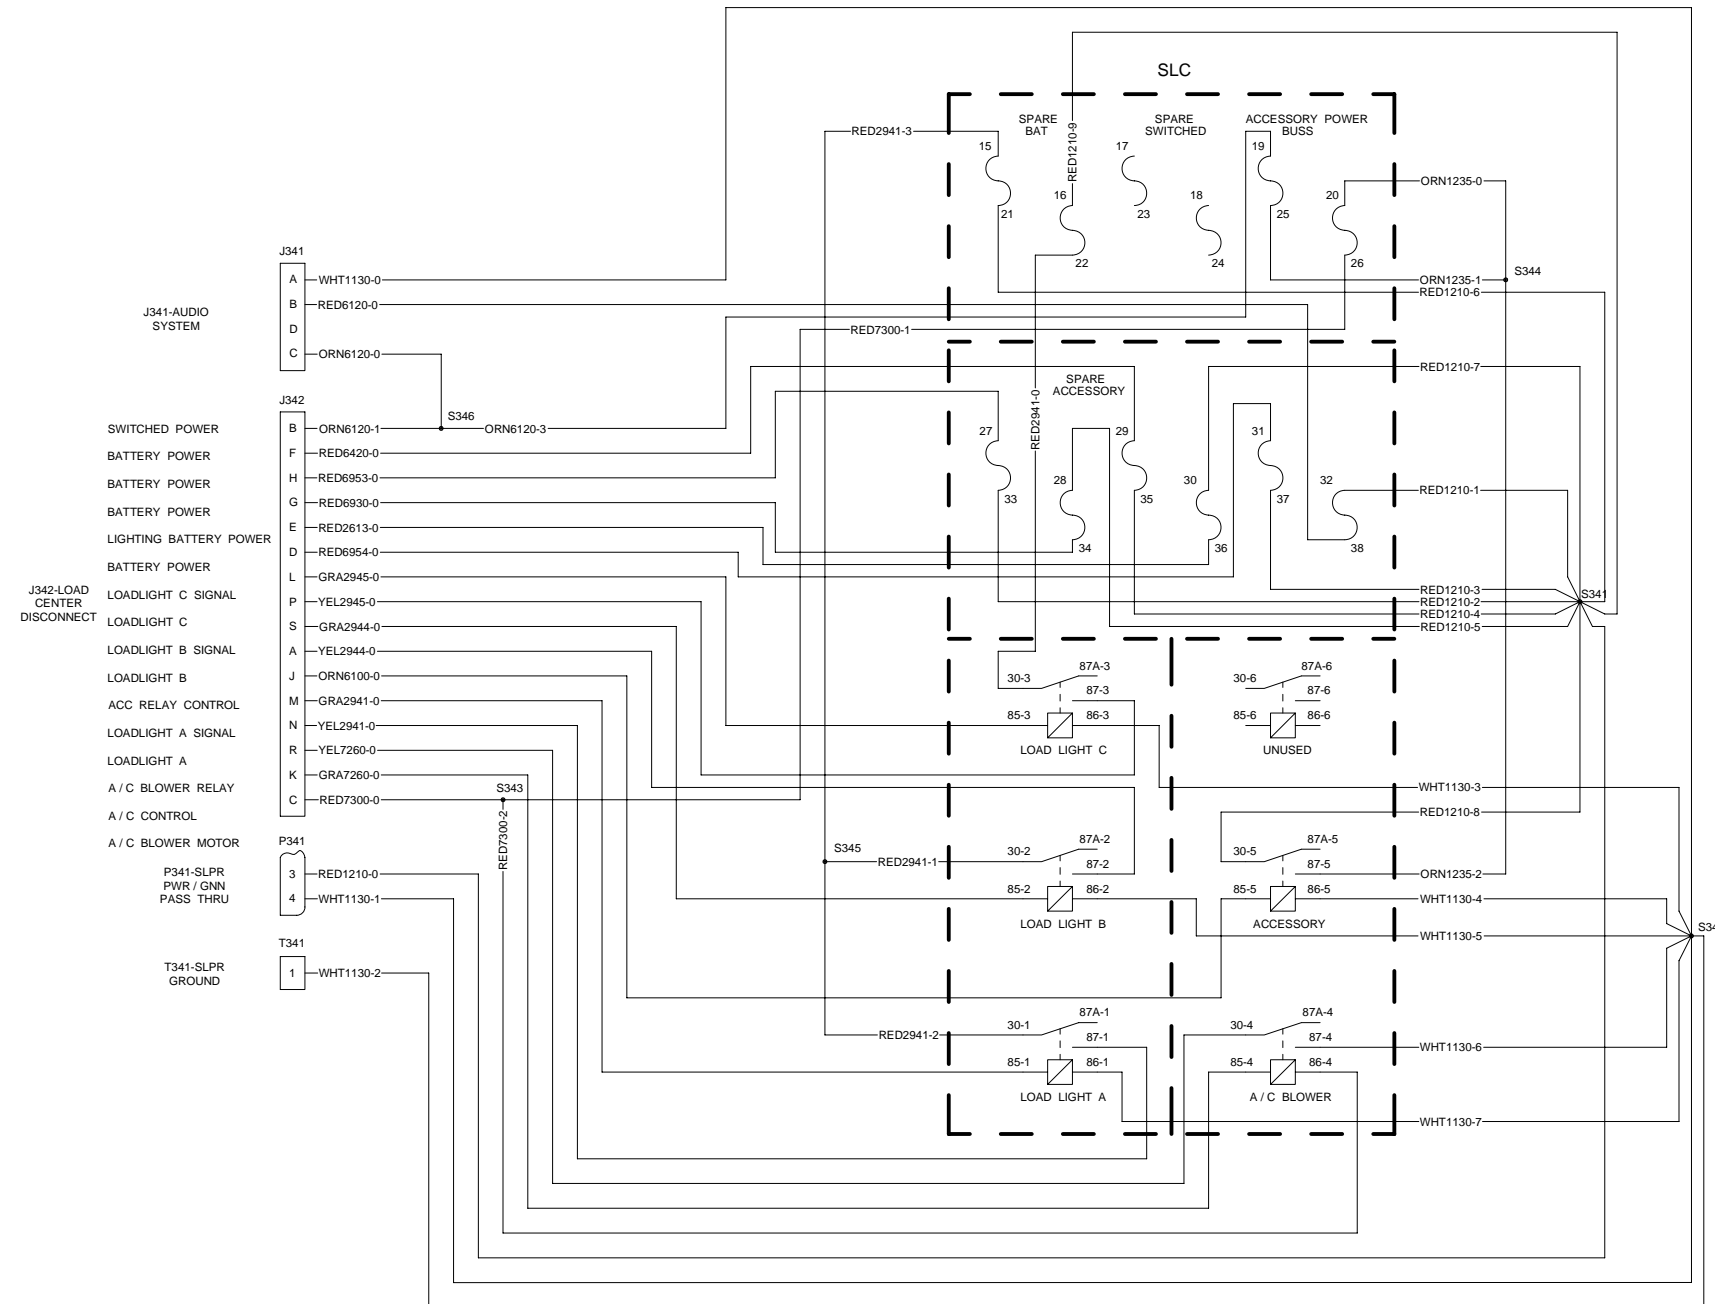 SLC
SPARE
BAT
SPARE
SWITCHED
ACCESSORY POWER
BUSS
RED2941-3
RED1210-9
15
21
16
22
17
23
18
24
19
25
20
26
ORN1235-0
ORN1235-1
S344
RED1210-6
J341
J341-AUDIO
SYSTEM
A WHT1130-0
B RED6120-0
D
C ORN6120-0
RED7300-1
RED1210-7
SPARE
ACCESSORY
RED2941-0
J342
S346
ORN6120-3
J342-LOAD
CENTER
DISCONNECT
SWITCHED POWER
BATTERY POWER
BATTERY POWER
BATTERY POWER
LIGHTING BATTERY POWER
BATTERY POWER
LOADLIGHT C SIGNAL
LOADLIGHT C
LOADLIGHT B SIGNAL
LOADLIGHT B
ACC RELAY CONTROL
LOADLIGHT A SIGNAL
LOADLIGHT A
A / C BLOWER RELAY
A / C CONTROL
A / C BLOWER MOTOR
B ORN6120-1
F RED6420-0
H RED6953-0
G RED6930-0
E RED2613-0
D RED6954-0
L GRA2945-0
P YEL2945-0
S GRA2944-0
A YEL2944-0
J ORN6100-0
M GRA2941-0
N YEL2941-0
R YEL7260-0
K GRA7260-0
C RED7300-0
27
33
28
34
29
35
30
36
31
37
32
38
RED1210-1
RED1210-3
RED1210-2
RED1210-4
RED1210-5
S341
30-3
87A-3
87-3
85-3
86-3
LOAD LIGHT C
30-6
87A-6
87-6
85-6
86-6
UNUSED
S343
RED7300-2
WHT1130-3
RED1210-8
P341
P341-SLPR
PWR / GNN
PASS THRU
3 RED1210-0
4 WHT1130-1
S345
RED2941-1
30-2
87A-2
87-2
85-2
86-2
LOAD LIGHT B
30-5
87A-5
87-5
85-5
86-5
ACCESSORY
ORN1235-2
WHT1130-4
WHT1130-5
T341
T341-SLPR
GROUND
1 WHT1130-2
RED2941-2
30-1
87A-1
87-1
85-1
86-1
LOAD LIGHT A
30-4
87A-4
87-4
85-4
86-4
A / C BLOWER
WHT1130-6
WHT1130-7